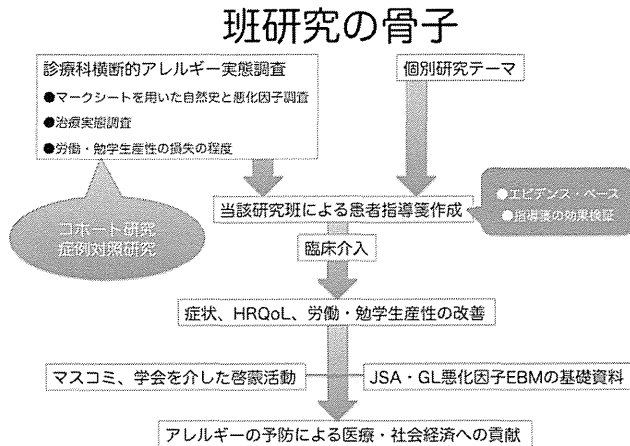 班研究の骨子
診療科横断的アレルギー実態調査
●マークシートを用いた自然史と悪化因子調査
●治療実態調査
●労働・勉学生産性の損失の程度
個別研究テーマ
コホート研究
症例対照研究
当該研究班による患者指導箋作成
●エビデンス・ベース
●指導箋の効果検証
臨床介入
症状、HRQoL、労働・勉学生産性の改善
マスコミ、学会を介した啓蒙活動
JSA・GL悪化因子EBMの基礎資料
アレルギーの予防による医療・社会経済への貢献